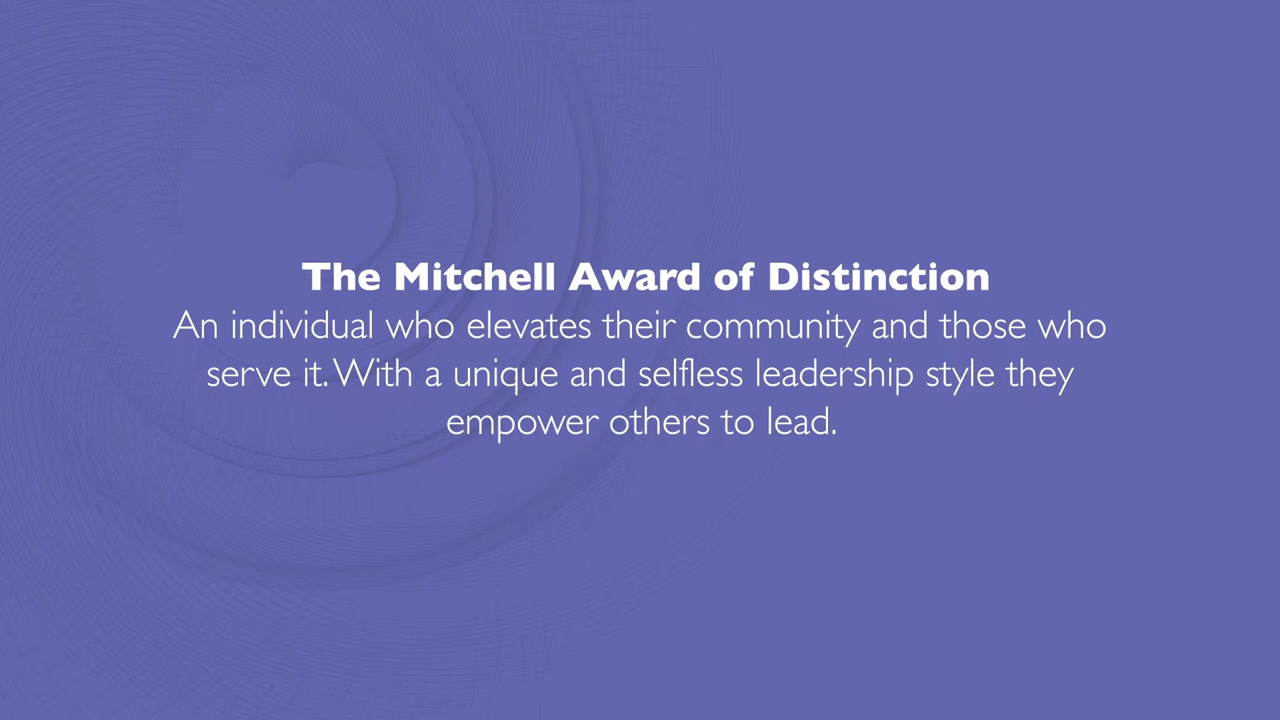 The Mitchell Award of Distinction
An individual who elevates their community and those who
serve it. With a unique and selfless leadership style they
empower others to lead.